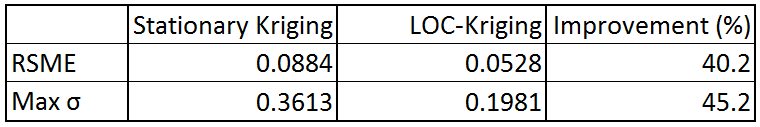 Stationary Kriging LOC-Kriging Improvement (%)
RSME 0.0884 0.0528 40.2
Max σ 0.3613 0.1981 45.2